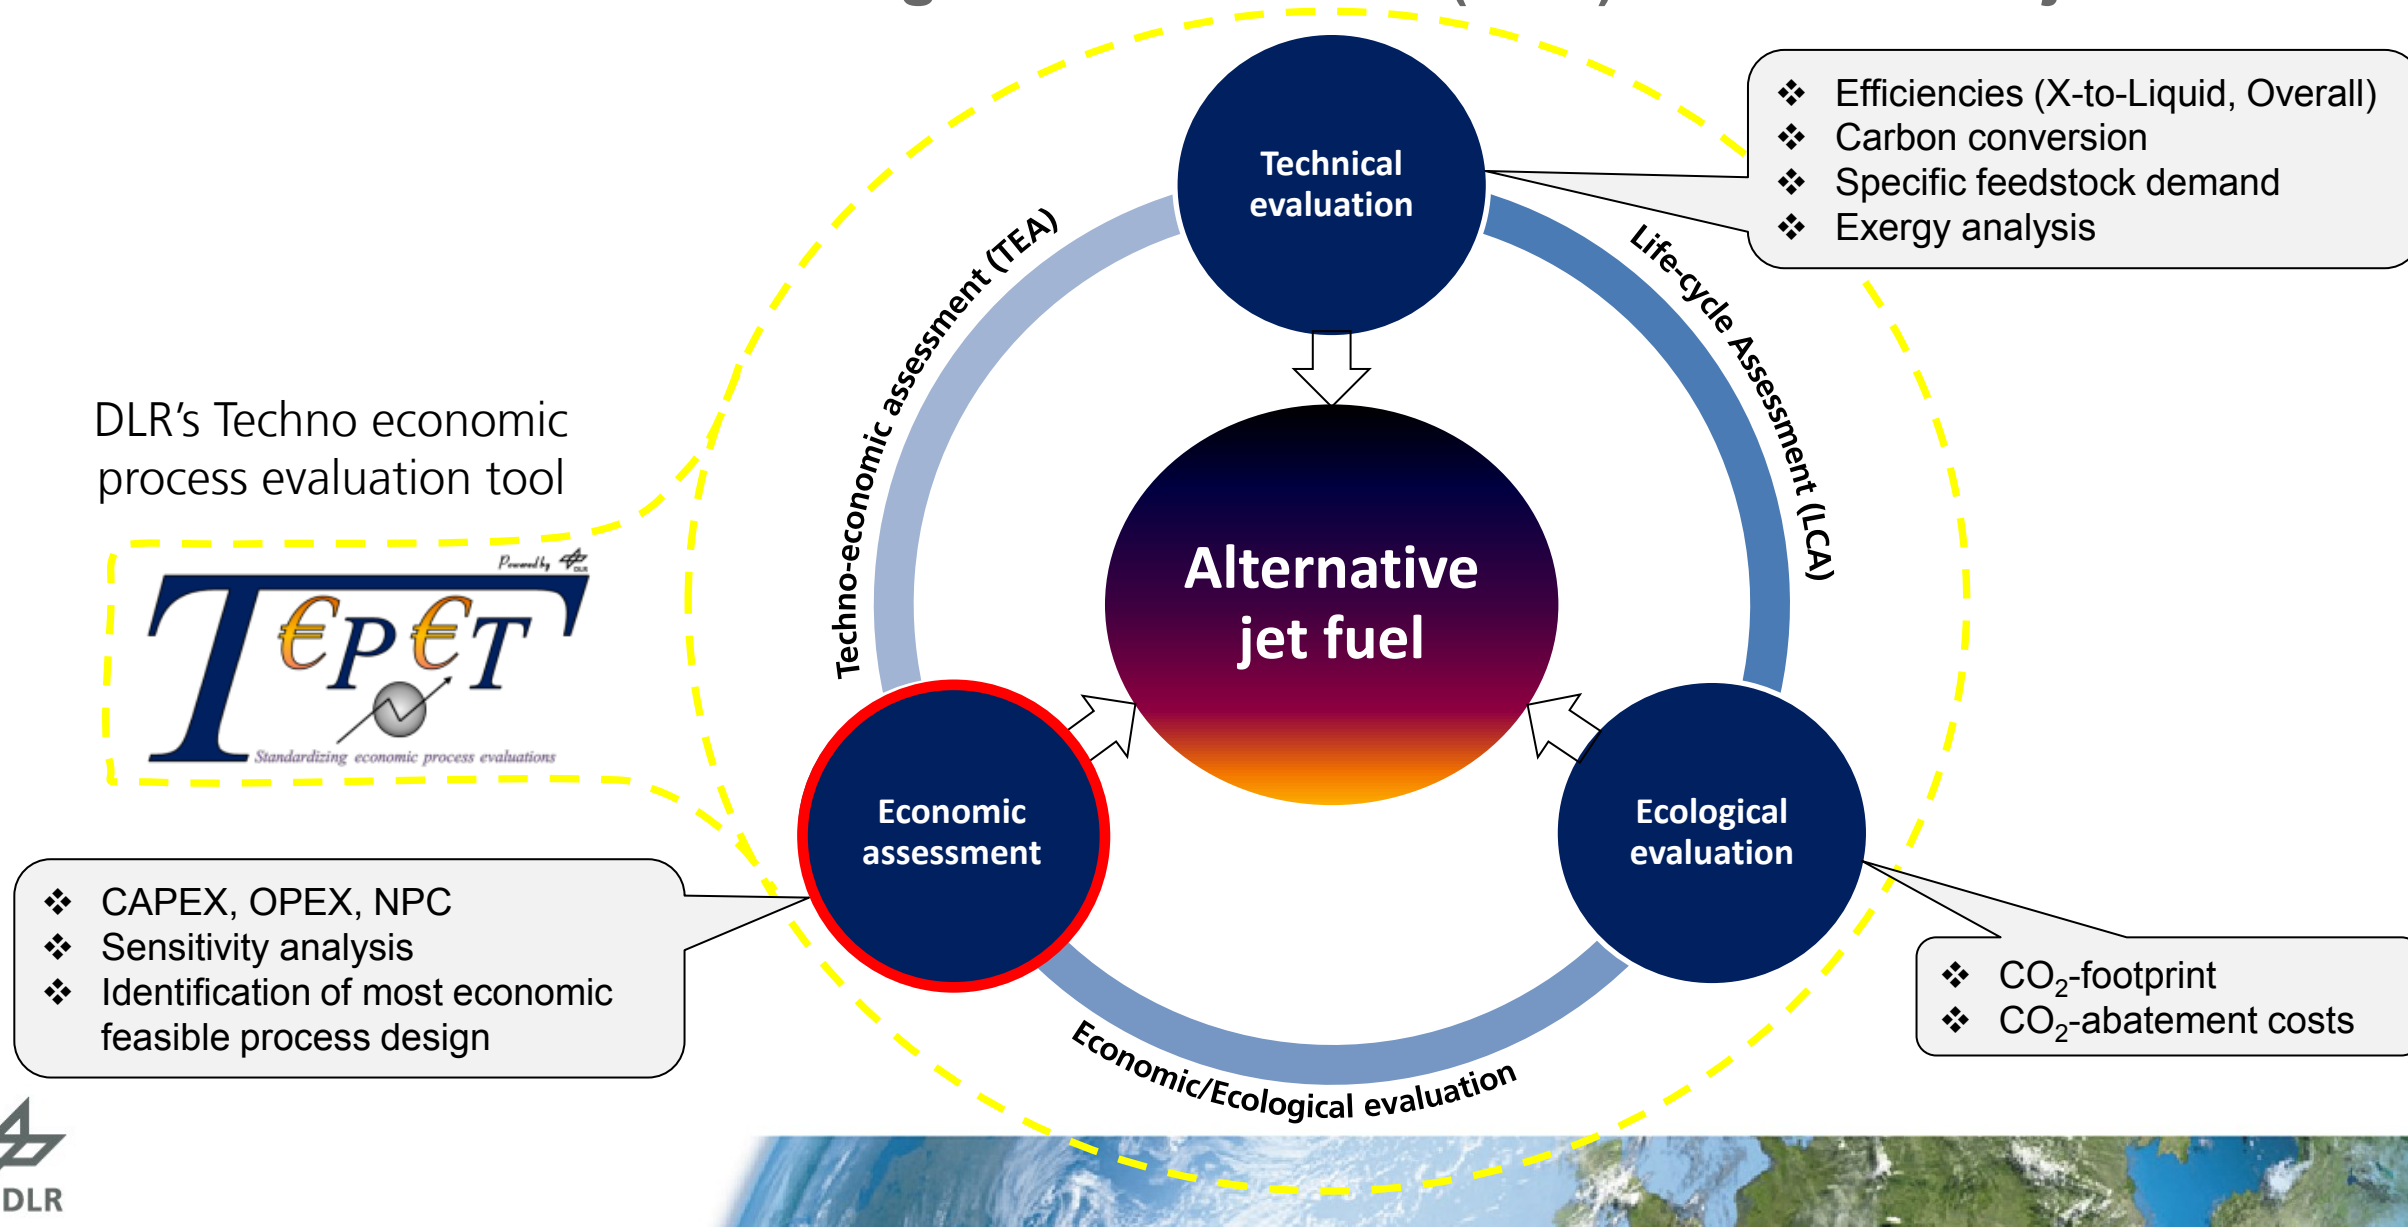 Technical
evaluation
❖ Efficiencies (X-to-Liquid, Overall)
❖ Carbon conversion
❖ Specific feedstock demand
❖ Exergy analysis
Techno-economic assessment (TEA)
Life-cycle Assessment (LCA)
DLR's Techno economic
process evaluation tool
Powered by DLR
T€P€T
Standardizing economic process evaluations
Alternative
jet fuel
Economic
assessment
Ecological
evaluation
❖ CAPEX, OPEX, NPC
❖ Sensitivity analysis
❖ Identification of most economic
feasible process design
❖ CO₂-footprint
❖ CO₂-abatement costs
Economic/Ecological evaluation
DLR